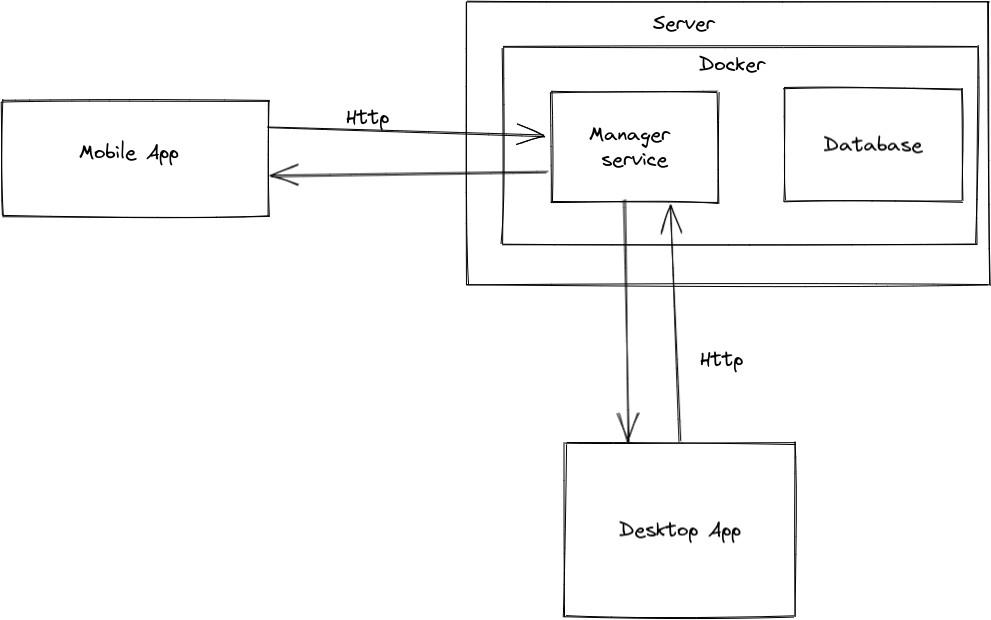 Server
Docker
Http
Mobile App
Manager
service
Database
Http
Desktop App